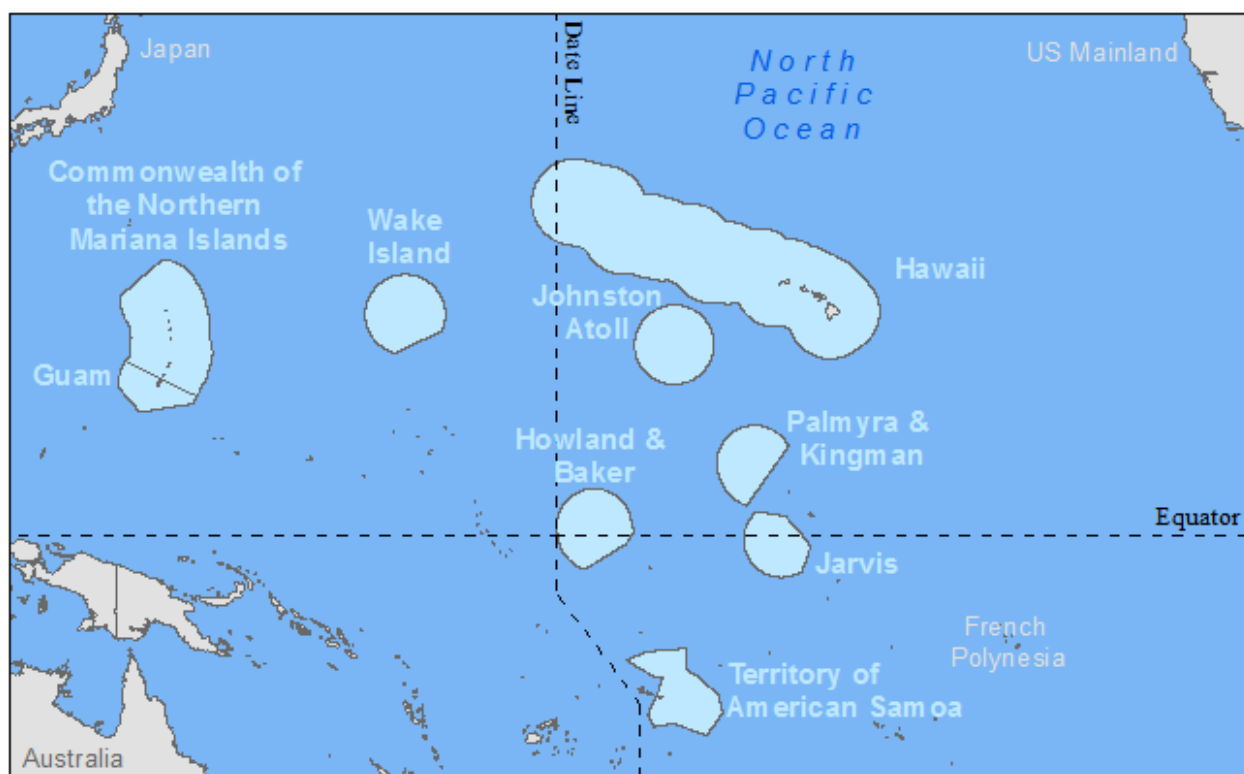 Japan
Date Line
North
Pacific
Ocean
US Mainland
Commonwealth of
the Northern
Mariana Islands
Wake
Island
Hawaii
Johnston
Atoll
Guam
Howland &
Baker
Palmyra &
Kingman
Equator
Jarvis
French
Polynesia
Territory of
American Samoa
Australia